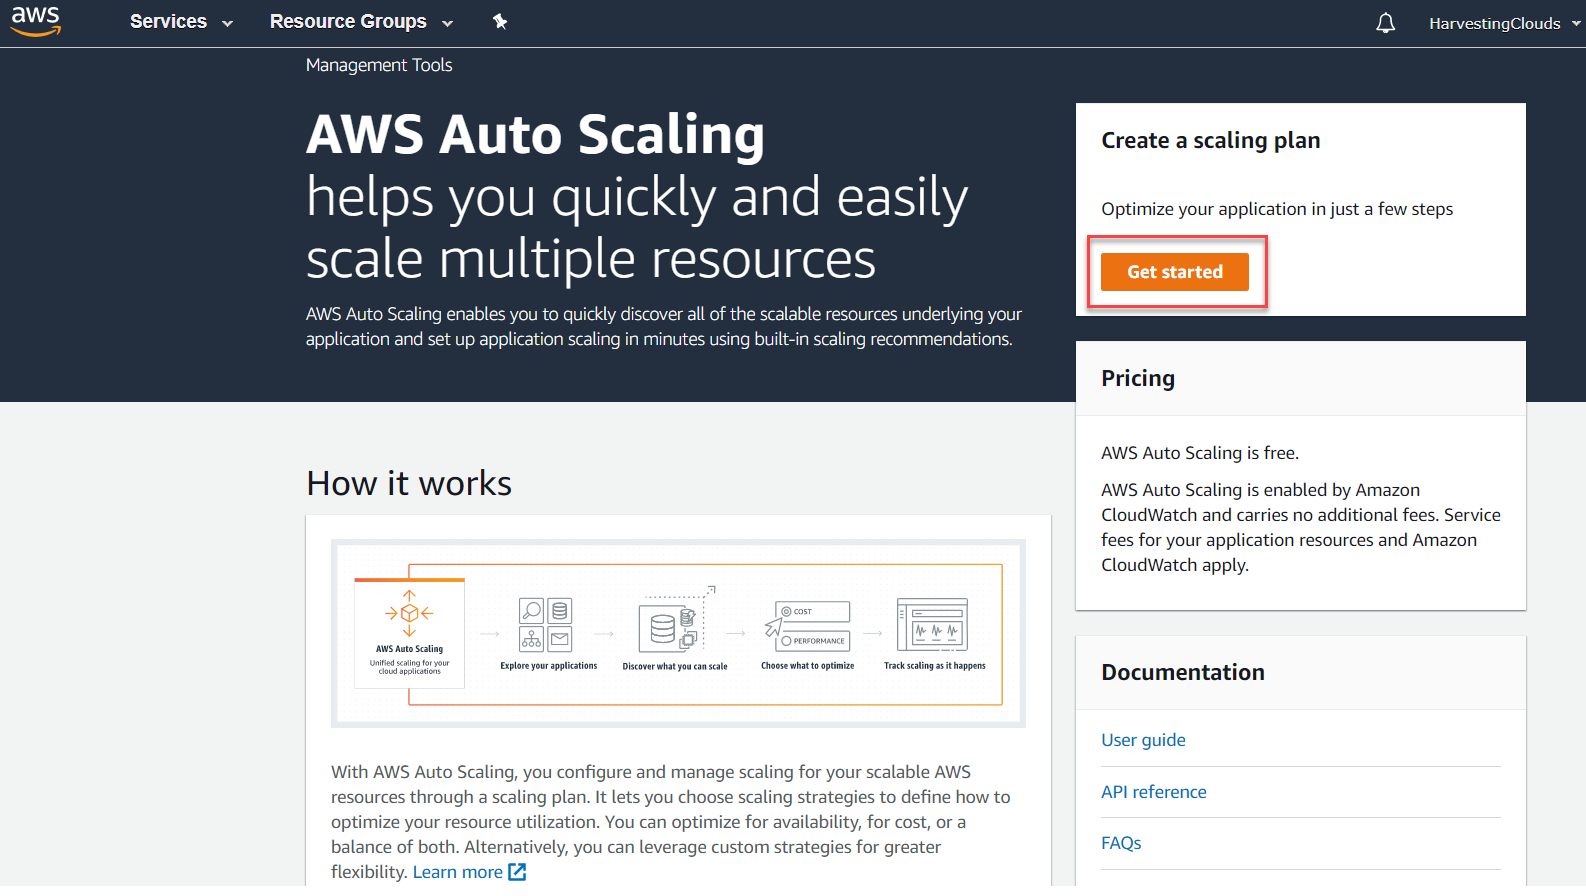 aws
Services
Resource Groups
HarvestingClouds
Management Tools
AWS Auto Scaling
helps you quickly and easily
scale multiple resources
AWS Auto Scaling enables you to quickly discover all of the scalable resources underlying your
application and set up application scaling in minutes using built-in scaling recommendations.
Create a scaling plan
Optimize your application in just a few steps
Get started
Pricing
AWS Auto Scaling is free.
AWS Auto Scaling is enabled by Amazon
CloudWatch and carries no additional fees. Service
fees for your application resources and Amazon
CloudWatch apply.
How it works
AWS Auto Scaling
Unified scaling for your
cloud applications
Explore your applications
Discover what you can scale
COST
PERFORMANCE
Choose what to optimize
Track scaling as it happens
With AWS Auto Scaling, you configure and manage scaling for your scalable AWS
resources through a scaling plan. It lets you choose scaling strategies to define how to
optimize your resource utilization. You can optimize for availability, for cost, or a
balance of both. Alternatively, you can leverage custom strategies for greater
flexibility. Learn more
Documentation
User guide
API reference
FAQs